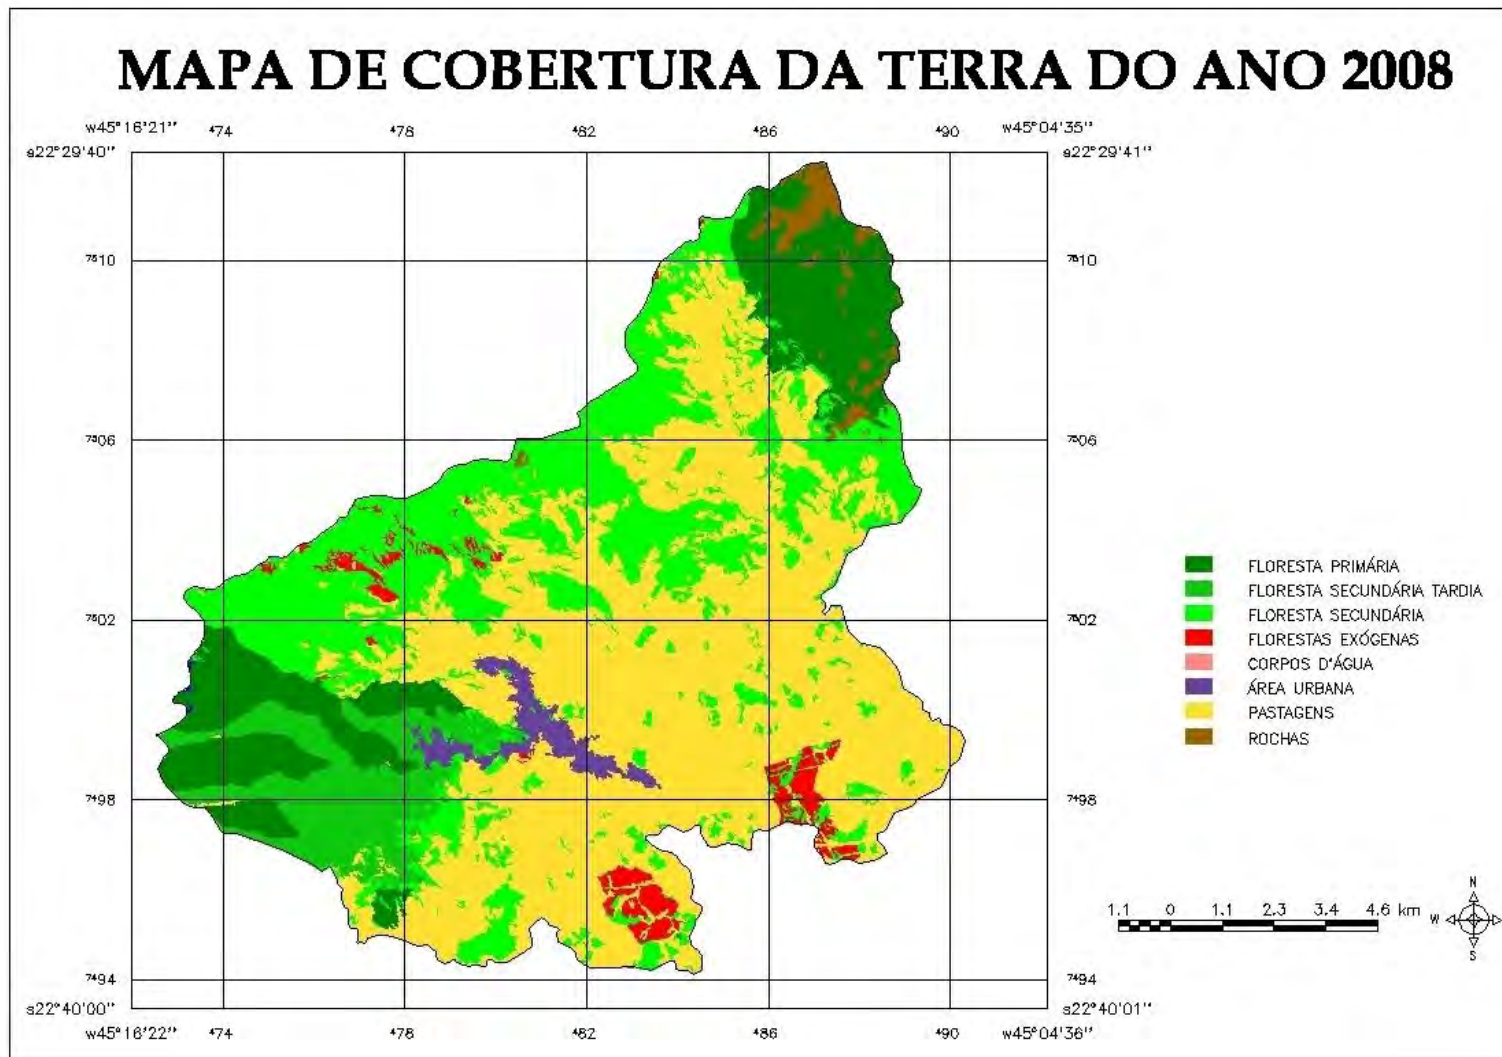 MAPA DE COBERTURA DA TERRA DO ANO 2008
w45°16'21'' 474 478 482 486 490 w45°04'35''
s22°29'40'' s22°29'41''
7510 7510
7506 7506
7502 7502
7498 7498
7494 7494
s22°40'00'' s22°40'01''
w45°16'22'' 474 478 482 486 490 w45°04'36''
FLORESTA PRIMÁRIA
FLORESTA SECUNDÁRIA TARDIA
FLORESTA SECUNDÁRIA
FLORESTAS EXÓGENAS
CORPOS D'ÁGUA
ÁREA URBANA
PASTAGENS
ROCHAS
1.1 0 1.1 2.3 3.4 4.6 km
N
W
S